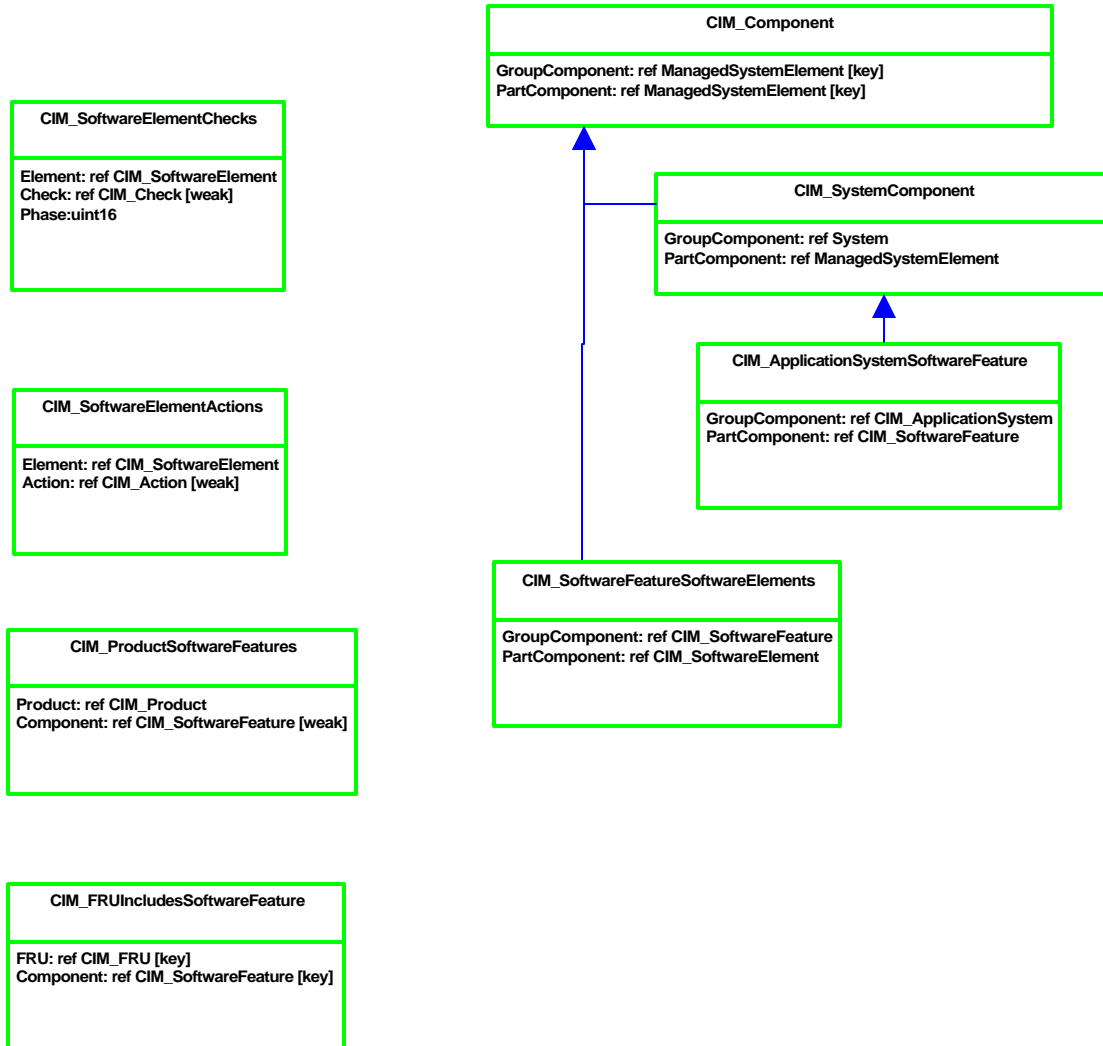 CIM_Component
GroupComponent: ref ManagedSystemElement [key]
PartComponent: ref ManagedSystemElement [key]
CIM_SoftwareElementChecks
Element: ref CIM_SoftwareElement
Check: ref CIM_Check [weak]
Phase:uint16
CIM_SystemComponent
GroupComponent: ref System
PartComponent: ref ManagedSystemElement
CIM_ApplicationSystemSoftwareFeature
GroupComponent: ref CIM_ApplicationSystem
PartComponent: ref CIM_SoftwareFeature
CIM_SoftwareElementActions
Element: ref CIM_SoftwareElement
Action: ref CIM_Action [weak]
CIM_SoftwareFeatureSoftwareElements
GroupComponent: ref CIM_SoftwareFeature
PartComponent: ref CIM_SoftwareElement
CIM_ProductSoftwareFeatures
Product: ref CIM_Product
Component: ref CIM_SoftwareFeature [weak]
CIM_FRUIncludesSoftwareFeature
FRU: ref CIM_FRU [key]
Component: ref CIM_SoftwareFeature [key]